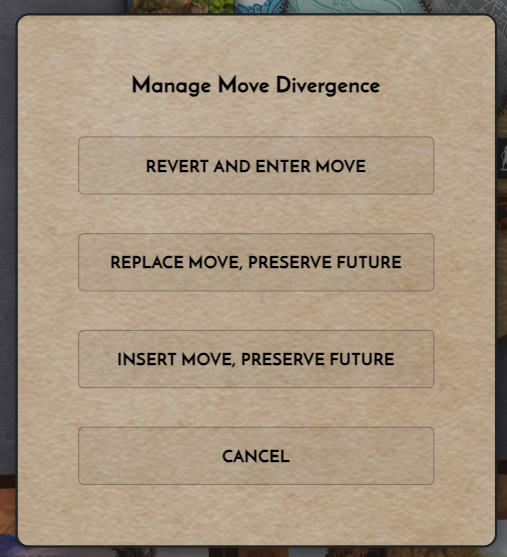 Manage Move Divergence
REVERT AND ENTER MOVE
REPLACE MOVE, PRESERVE FUTURE
INSERT MOVE, PRESERVE FUTURE
CANCEL